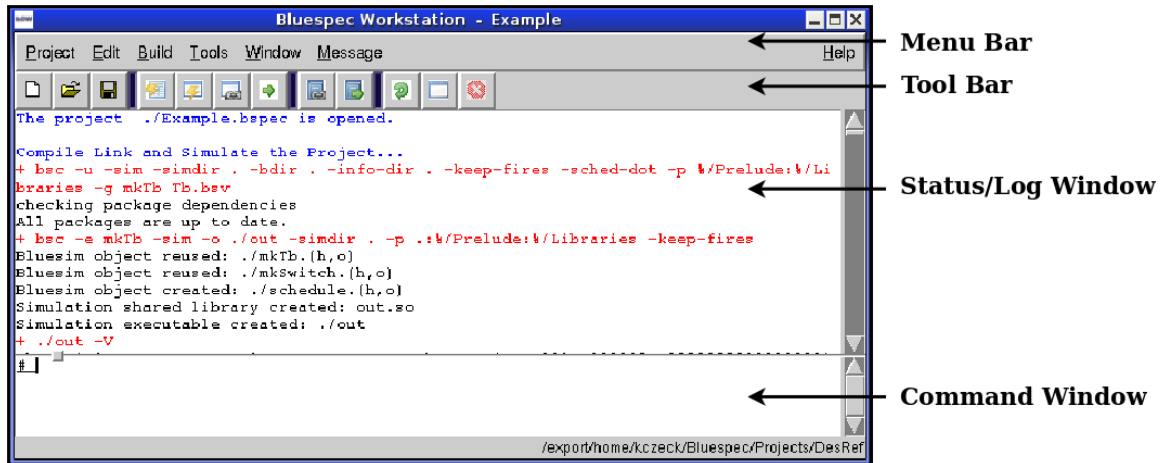 Bluespec Workstation - Example
Project Edit Build Tools Window Message Help
Menu Bar
Tool Bar
The project ./Example.bspec is opened.
Compile Link and Simulate the Project...
+ bsc -u -sim -simdir . -bdir . -info-dir . -keep-fires -sched-dot -p %/Prelude:%/Li
braries -g mkTb Tb.bsv
Status/Log Window
checking package dependencies
All packages are up to date.
+ bsc -e mkTb -sim -o ./out -simdir . -p .:%/Prelude:%/Libraries -keep-fires
Bluesim object reused: ./mkTb.{h,o}
Bluesim object reused: ./mkSwitch.{h,o}
Bluesim object created: ./schedule.{h,o}
Simulation shared library created: out.so
Simulation executable created: ./out
+ ./out -V
#
Command Window
/export/home/kczeck/Bluespec/Projects/DesRef